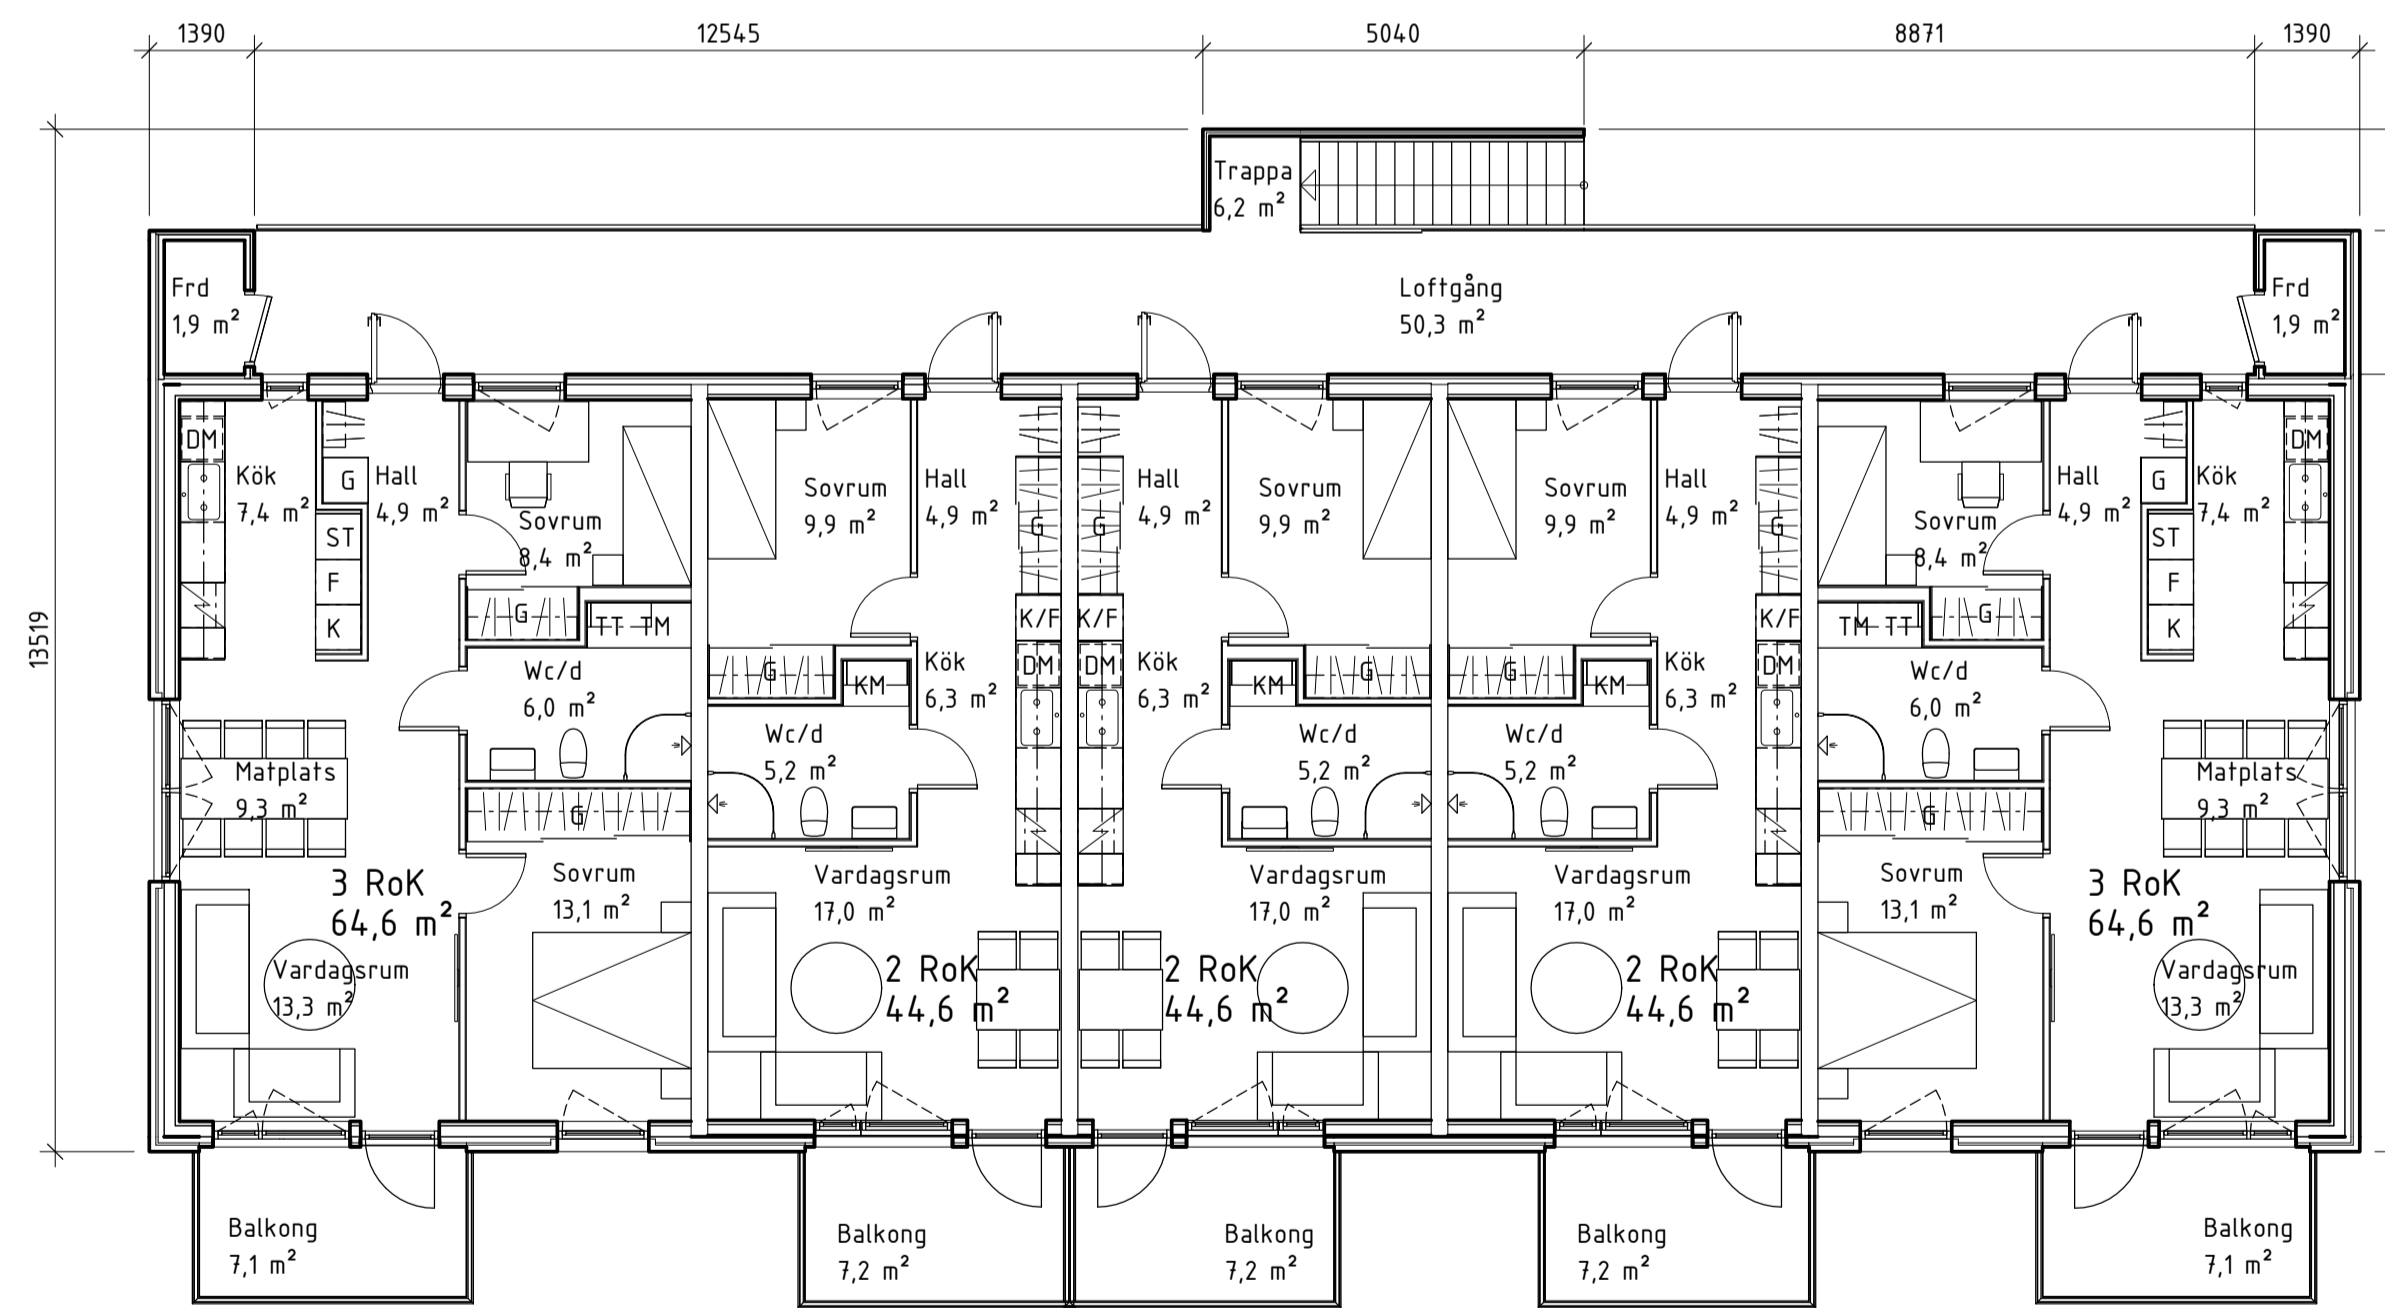 1390
12545
5040
8871
1390
13519
Trappa
6,2 m²
Frd
1,9 m²
Loftgång
50,3 m²
Frd
1,9 m²
DM
Kök
7,4 m²
G
Hall
4,9 m²
ST
F
K
Sovrum
8,4 m²
G
TT TM
Wc/d
6,0 m²
Matplats
9,3 m²
G
3 RoK
64,6 m²
Sovrum
13,1 m²
Vardagsrum
13,3 m²
Balkong
7,1 m²
Sovrum
9,9 m²
Hall
4,9 m²
G
K/F
DM
Kök
6,3 m²
G
KM
Wc/d
5,2 m²
Vardagsrum
17,0 m²
2 RoK
44,6 m²
Balkong
7,2 m²
G
Hall
4,9 m²
Sovrum
9,9 m²
K/F
DM
Kök
6,3 m²
KM
G
Wc/d
5,2 m²
Vardagsrum
17,0 m²
2 RoK
44,6 m²
Balkong
7,2 m²
Sovrum
9,9 m²
Hall
4,9 m²
G
K/F
DM
Kök
6,3 m²
G
KM
Wc/d
5,2 m²
Vardagsrum
17,0 m²
2 RoK
44,6 m²
Balkong
7,2 m²
Sovrum
8,4 m²
Hall
4,9 m²
G
Kök
7,4 m²
DM
ST
F
K
TM TT
G
Wc/d
6,0 m²
Matplats
9,3 m²
G
Sovrum
13,1 m²
3 RoK
64,6 m²
Vardagsrum
13,3 m²
Balkong
7,1 m²